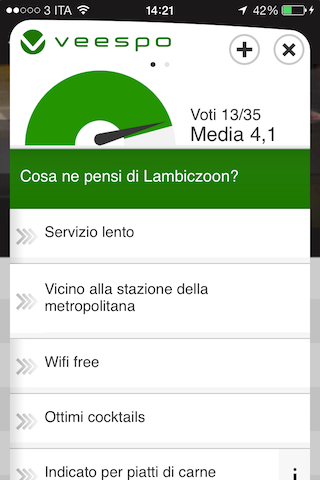 3 ITA 14:21 42%
veespo
Voti 13/35
Media 4,1
Cosa ne pensi di Lambiczoon?
Servizio lento
Vicino alla stazione della
metropolitana
Wifi free
Ottimi cocktails
Indicato per piatti di carne
i